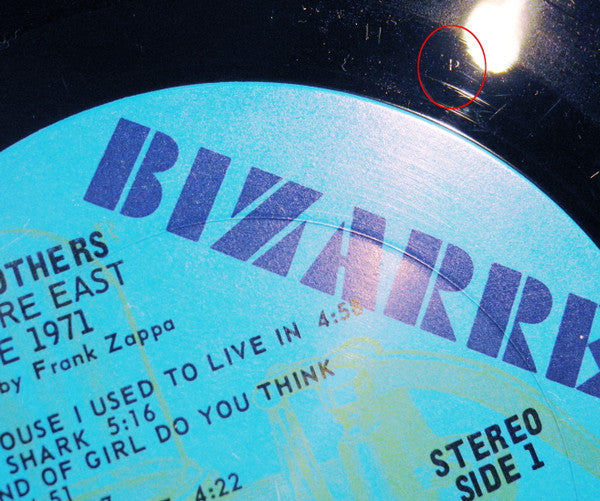 P
BIZARRE
OTHERS
RE EAST
E 1971
by Frank Zappa
OUSE I USED TO LIVE IN 4:58
SHARK 5:16
ND OF GIRL DO YOU THINK
51
4:22
STEREO
SIDE 1